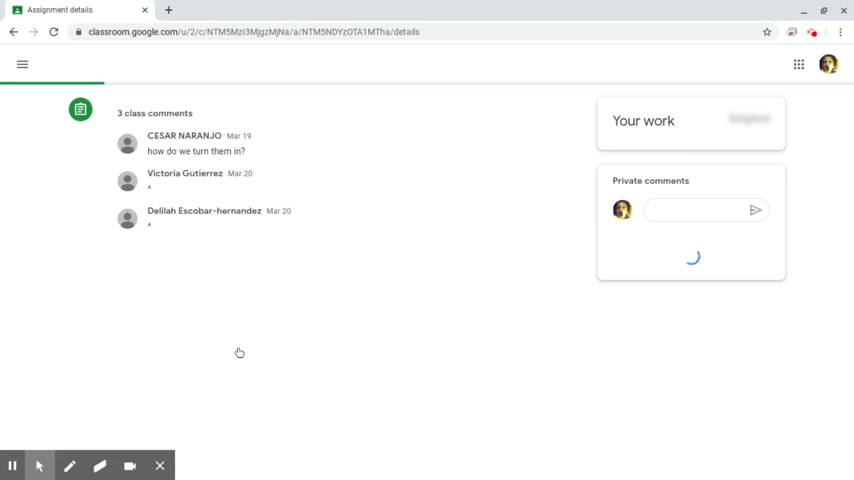 Assignment details
classroom.google.com/u/2/c/NTM5MzI3MjgzMjNa/a/NTM5NDYzOTA1MTha/details
3 class comments
CESAR NARANJO Mar 19
how do we turn them in?
Victoria Gutierrez Mar 20
^
Delilah Escobar-hernandez Mar 20
^
Your work
Private comments